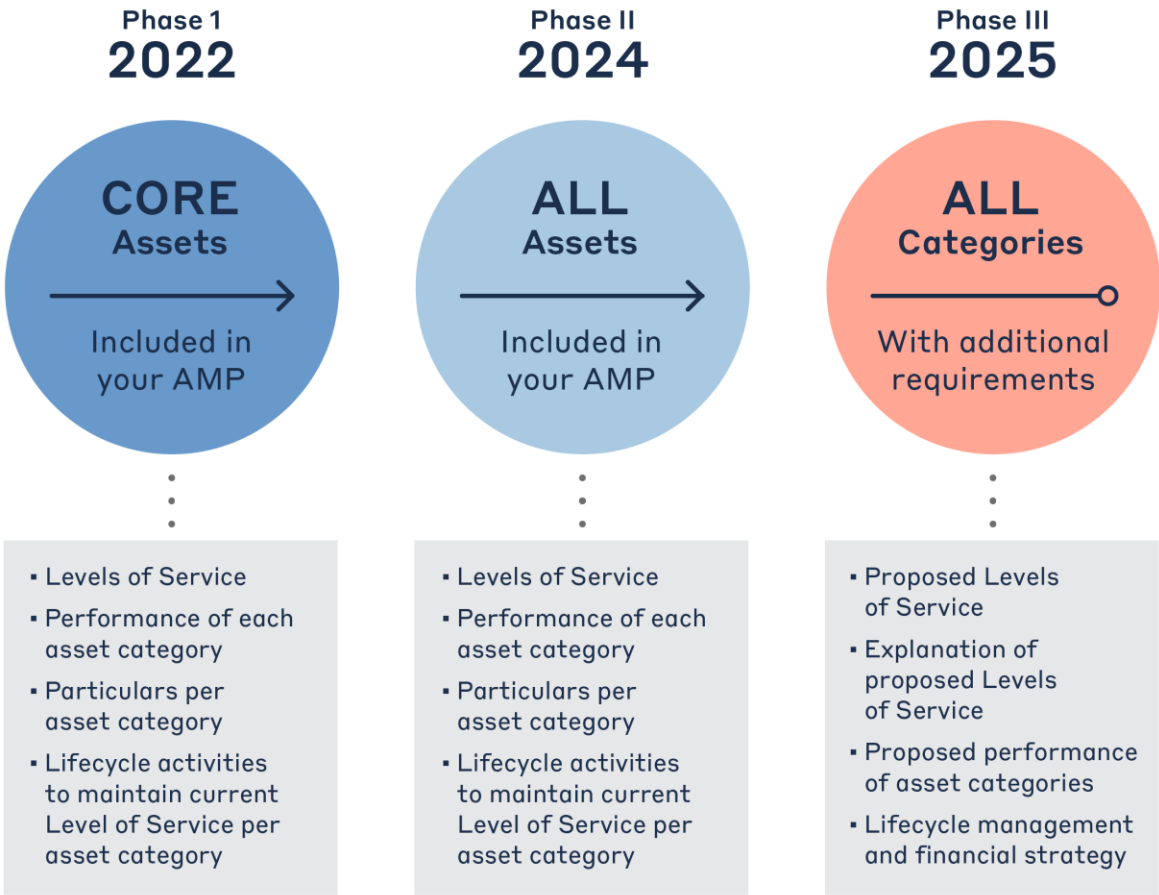 Phase 1
2022
CORE
Assets
Included in
your AMP
▪ Levels of Service
▪ Performance of each
asset category
▪ Particulars per
asset category
▪ Lifecycle activities
to maintain current
Level of Service per
asset category
Phase II
2024
ALL
Assets
Included in
your AMP
▪ Levels of Service
▪ Performance of each
asset category
▪ Particulars per
asset category
▪ Lifecycle activities
to maintain current
Level of Service per
asset category
Phase III
2025
ALL
Categories
With additional
requirements
▪ Proposed Levels
of Service
▪ Explanation of
proposed Levels
of Service
▪ Proposed performance
of asset categories
▪ Lifecycle management
and financial strategy